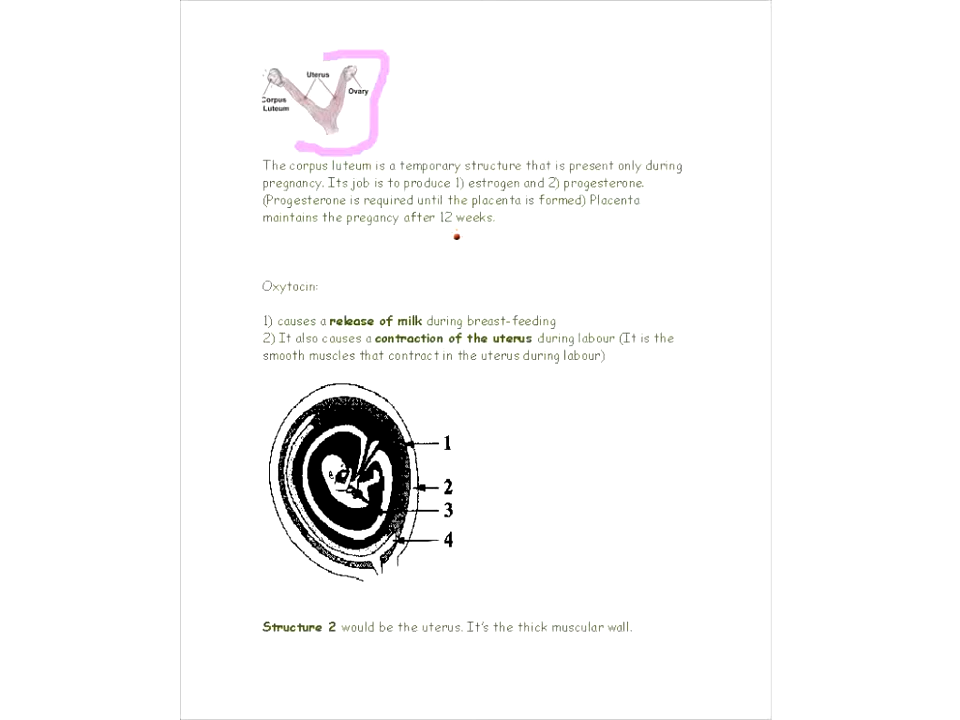 Uterus
Ovary
Corpus
Luteum
The corpus luteum is a temporary structure that is present only during
pregnancy. Its job is to produce 1) estrogen and 2) progesterone.
(Progesterone is required until the placenta is formed) Placenta
maintains the pregancy after 12 weeks.
Oxytocin:
1) causes a release of milk during breast-feeding
2) It also causes a contraction of the uterus during labour (It is the
smooth muscles that contract in the uterus during labour)
1
2
3
4
Structure 2 would be the uterus. It's the thick muscular wall.